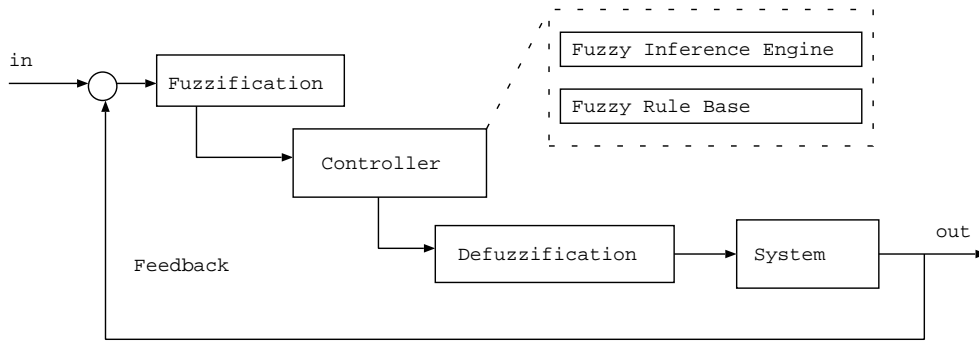 in
Fuzzification
Controller
Fuzzy Inference Engine
Fuzzy Rule Base
Defuzzification
System
out
Feedback